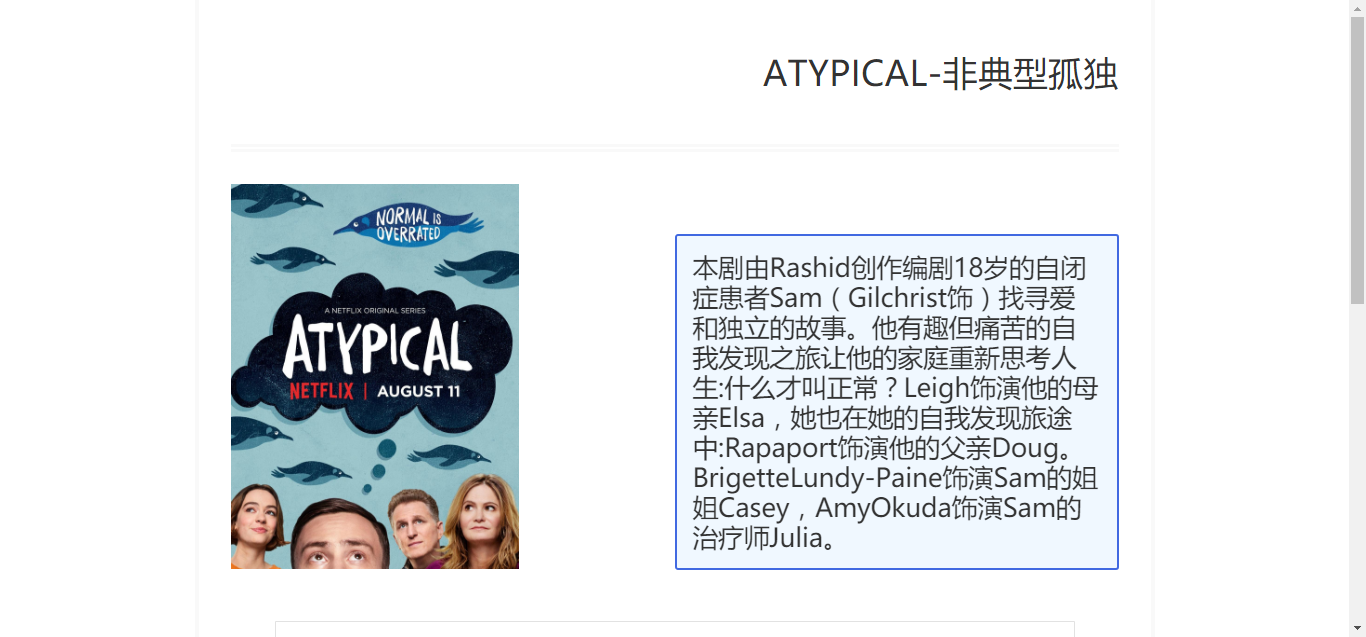 ATYPICAL-非典型孤独
NORMAL IS
OVERRATED
A NETFLIX ORIGINAL SERIES
ATYPICAL
NETFLIX | AUGUST 11
本剧由Rashid创作编剧18岁的自闭
症患者Sam（Gilchrist饰）找寻爱
和独立的故事。他有趣但痛苦的自
我发现之旅让他的家庭重新思考人
生:什么才叫正常？Leigh饰演他的母
亲Elsa，她也在她的自我发现旅途
中:Rapaport饰演他的父亲Doug。
BrigetteLundy-Paine饰演Sam的姐
姐Casey，AmyOkuda饰演Sam的
治疗师Julia。